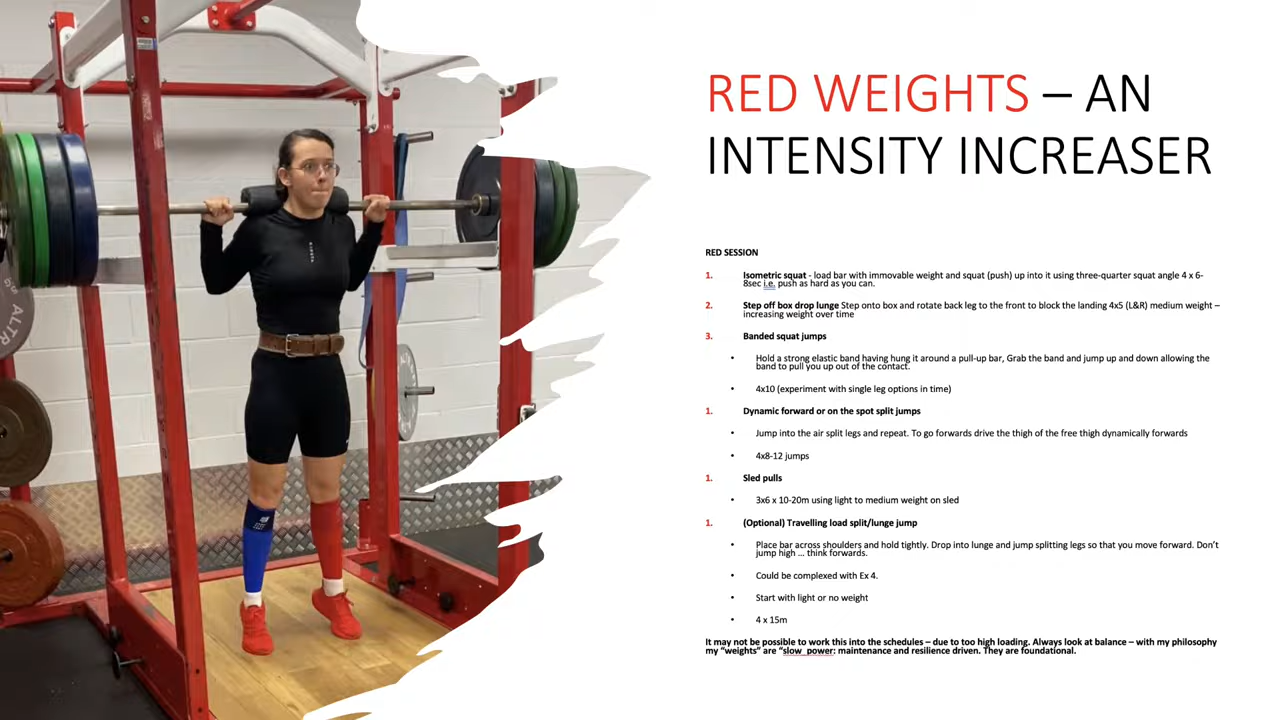 RED WEIGHTS – AN
INTENSITY INCREASER
RED SESSION
1. Isometric squat - load bar with immovable weight and squat (push) up into it using three-quarter squat angle 4 x 6-
8sec i.e. push as hard as you can.
2. Step off box drop lunge Step onto box and rotate back leg to the front to block the landing 4x5 (L&R) medium weight –
increasing weight over time
3. Banded squat jumps
• Hold a strong elastic band having hung it around a pull-up bar, Grab the band and jump up and down allowing the
band to pull you up out of the contact.
• 4x10 (experiment with single leg options in time)
1. Dynamic forward or on the spot split jumps
• Jump into the air split legs and repeat. To go forwards drive the thigh of the free thigh dynamically forwards
• 4x8-12 jumps
1. Sled pulls
• 3x6 x 10-20m using light to medium weight on sled
1. (Optional) Travelling load split/lunge jump
• Place bar across shoulders and hold tightly. Drop into lunge and jump splitting legs so that you move forward. Don't
jump high … think forwards.
• Could be complexed with Ex 4.
• Start with light or no weight
• 4 x 15m
It may not be possible to work this into the schedules – due to too high loading. Always look at balance – with my philosophy
my “weights” are “slow power: maintenance and resilience driven. They are foundational.
ALTR